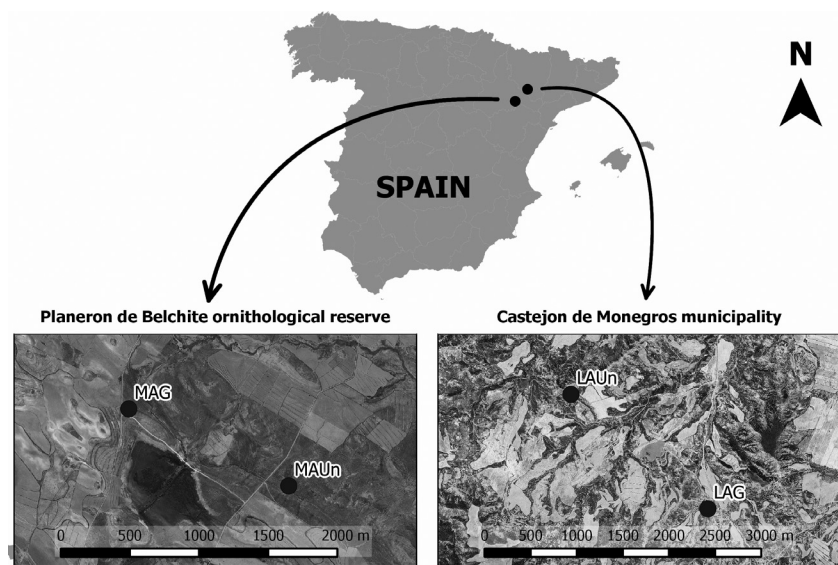 N
SPAIN
Planeron de Belchite ornithological reserve
Castejon de Monegros municipality
MAG
MAUn
0 500 1000 1500 2000 m
LAUn
LAG
0 500 1000 1500 2000 2500 3000 m